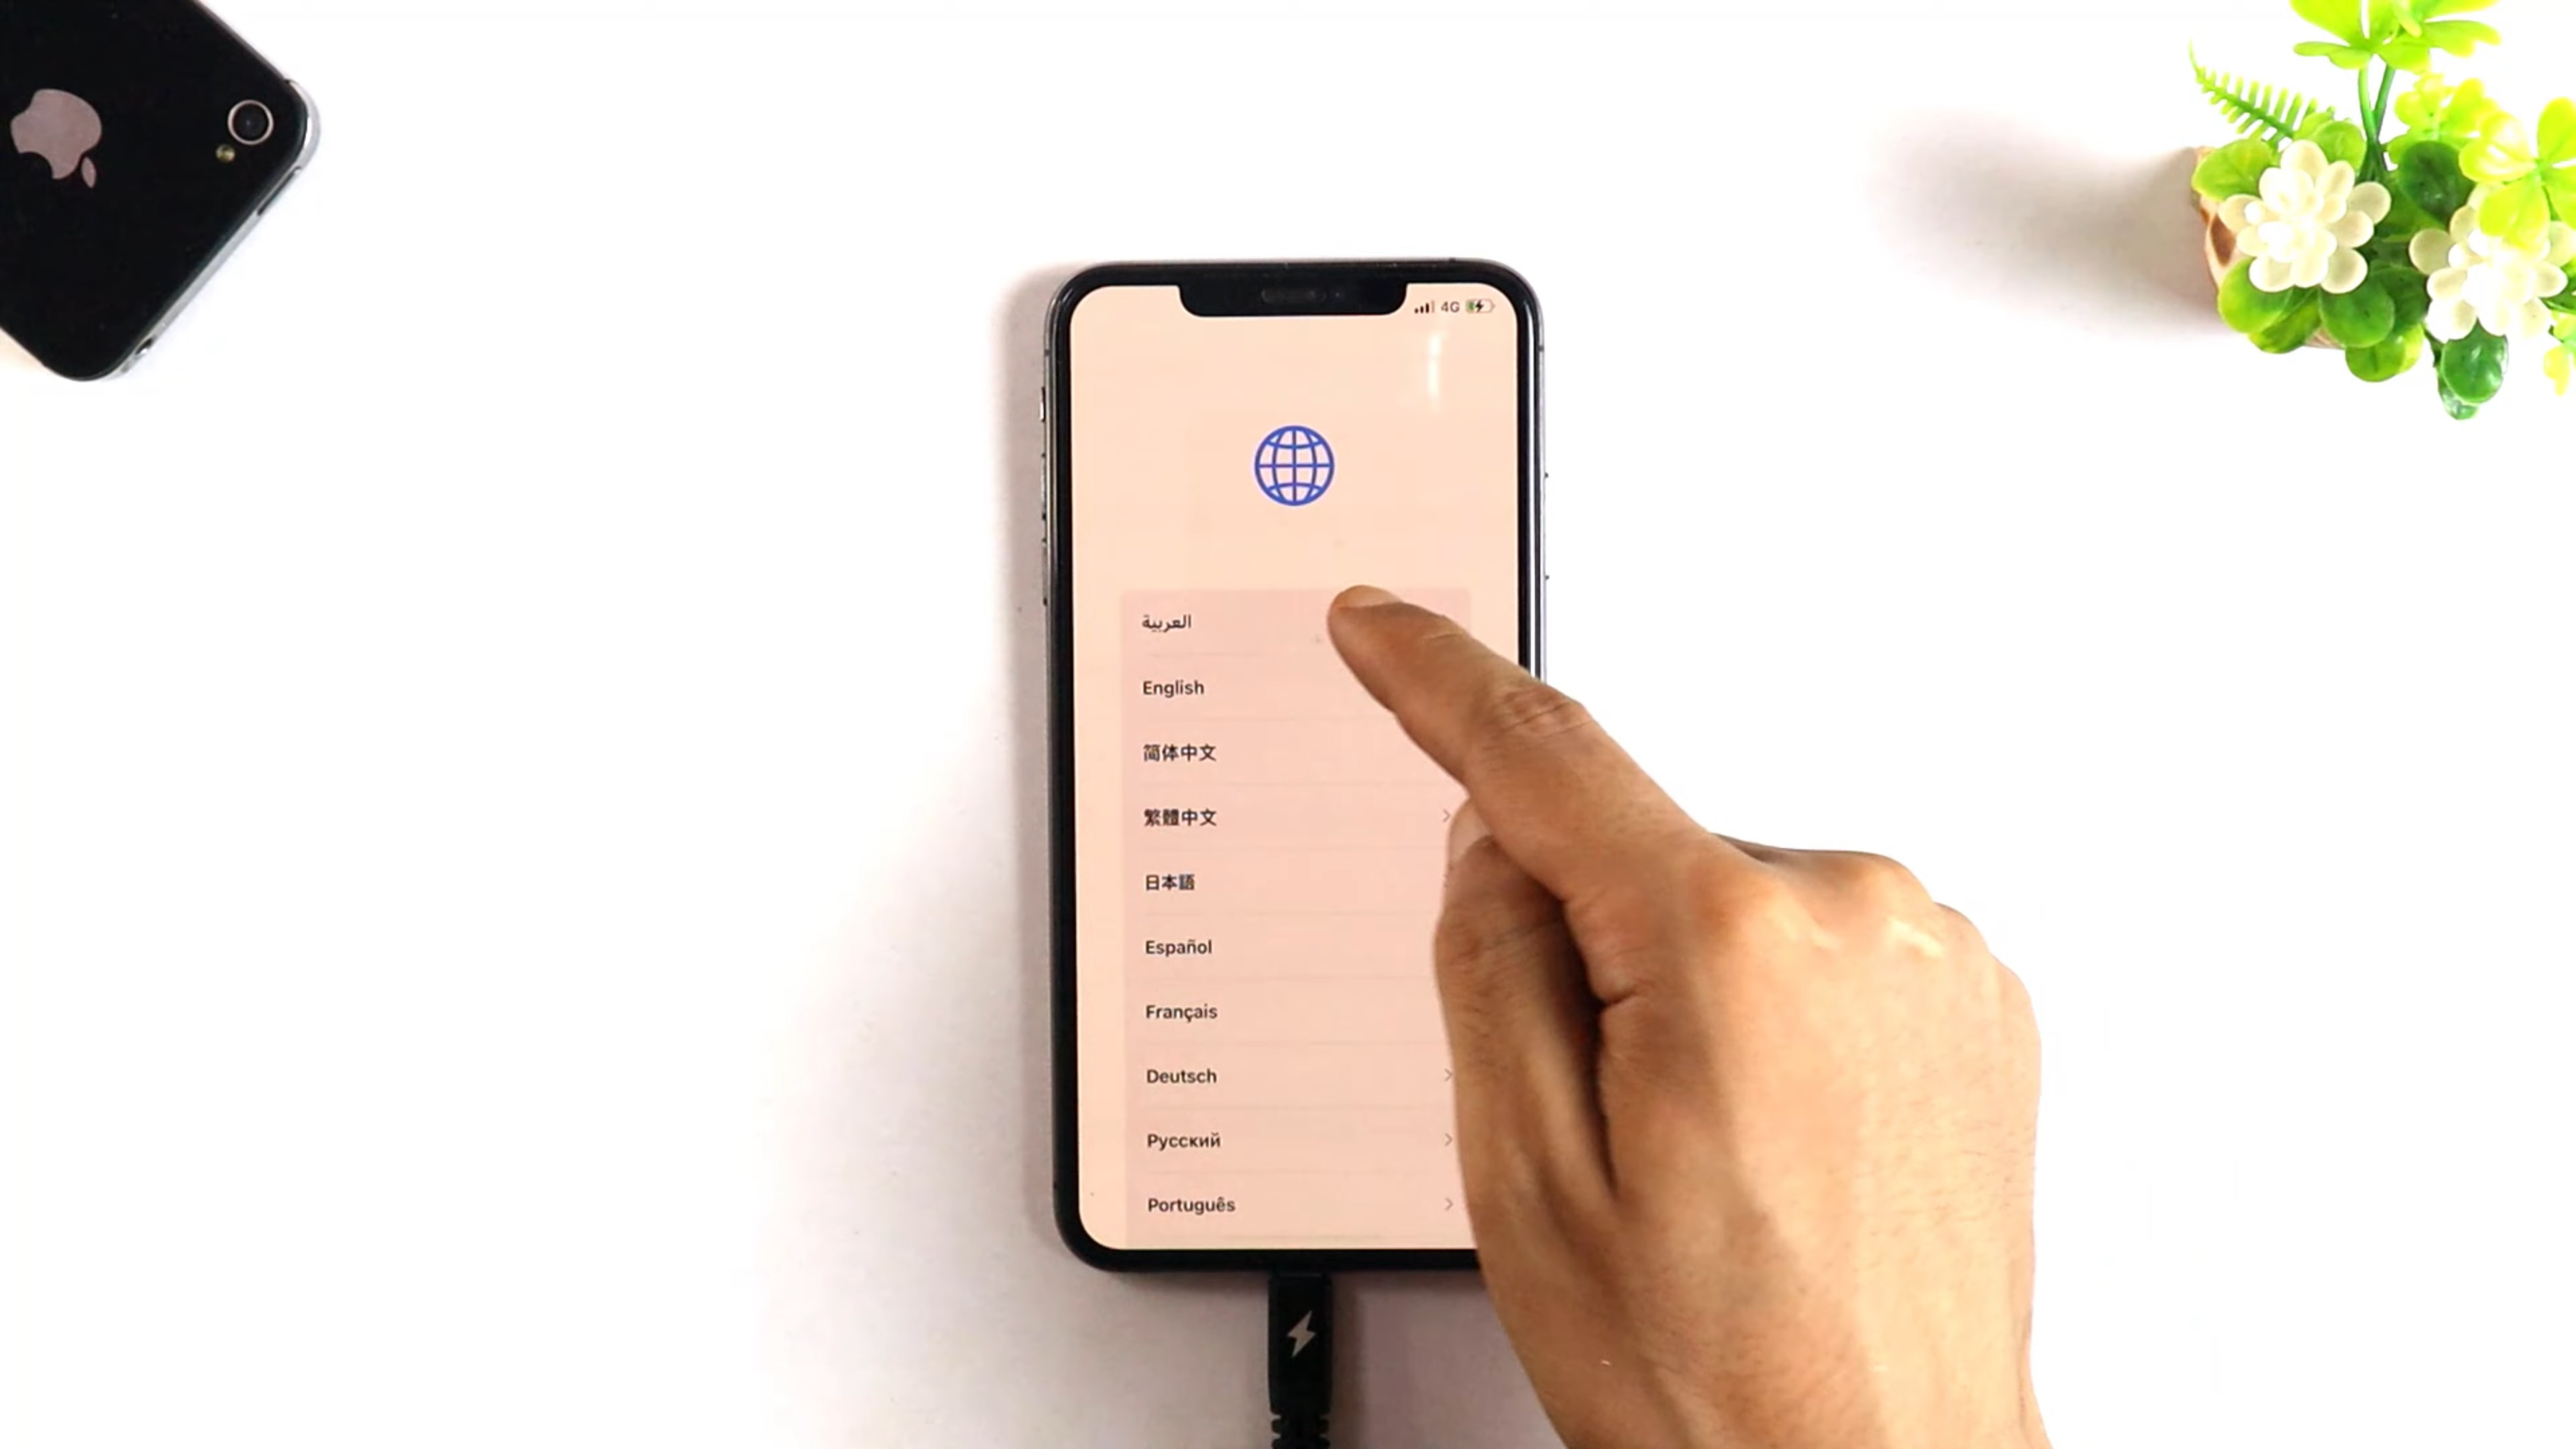 4G
العربية
English
简体中文
繁體中文
日本語
Español
Français
Deutsch
Русский
Português